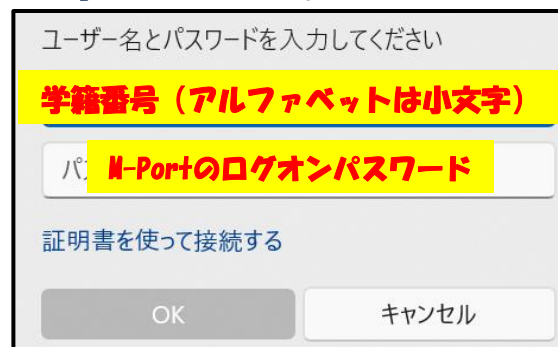 ユーザー名とパスワードを入力してください
学籍番号（アルファベットは小文字）
パ
M-Portのログオンパスワード
証明書を使って接続する
OK キャンセル